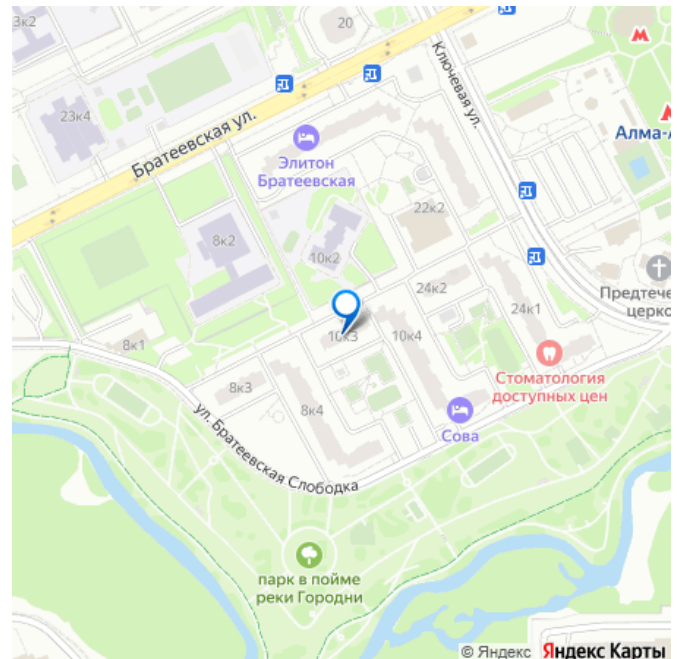 3к2
20
23к4
Братеевская ул.
Ключевая ул.
Алма-А
Элитон
Братеевская
22к2
8к2
10к2
24к2
24к1
Предтече
церко
10к3
10к4
8к1
8к3
8к4
Стоматология
доступных цен
Сова
ул. Братеевская Слободка
парк в пойме
реки Городни
© Яндекс Яндекс Карты